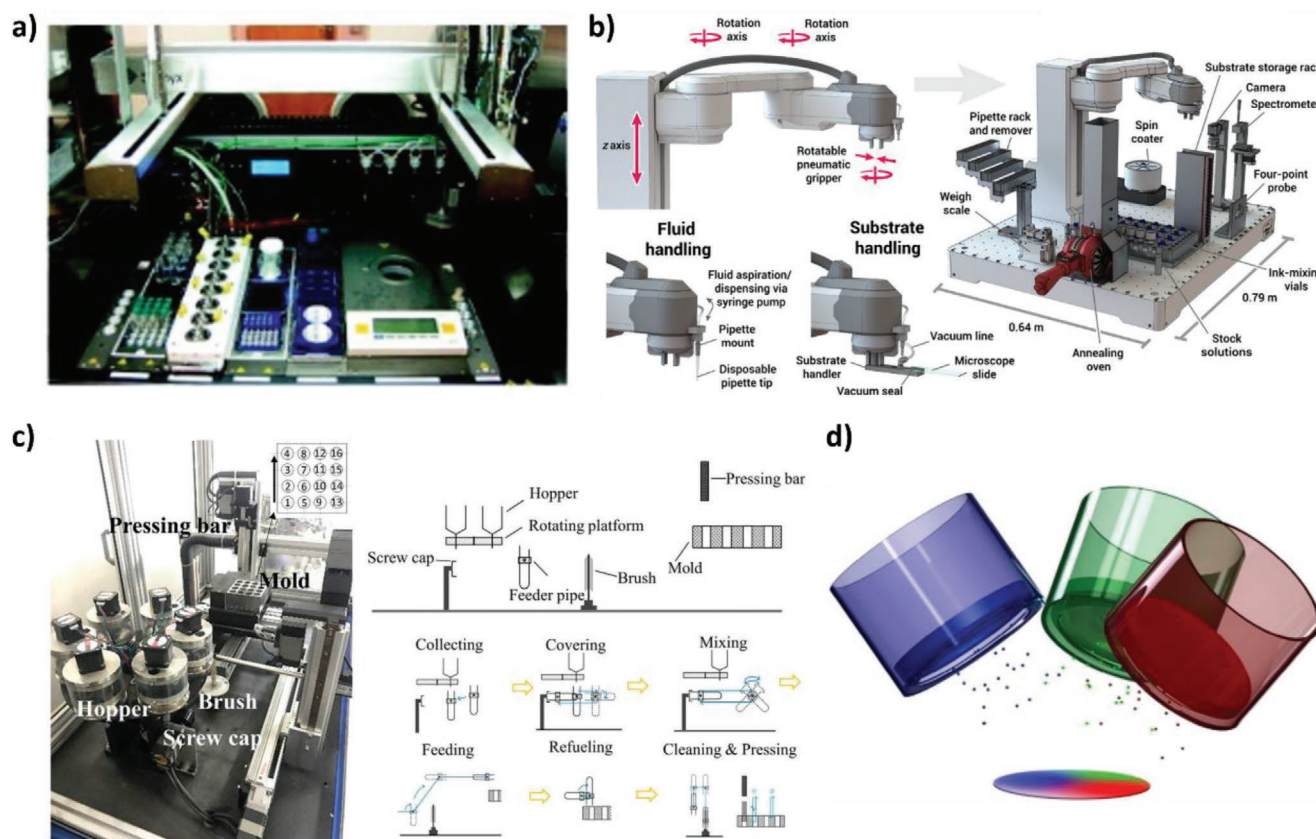 a)
b)
Rotation
axis
Rotation
axis
z axis
Rotatable
pneumatic
gripper
Fluid
handling
Fluid aspiration/
dispensing via
syringe pump
Pipette
mount
Disposable
pipette tip
Substrate
handling
Vacuum line
Substrate
handler
Microscope
slide
Vacuum seal
Substrate storage rac
Camera
Spectromete
Pipette rack
and remover
Spin
coater
Four-point
probe
Weigh
scale
Ink-mixin
vials
0.79 m
0.64 m
Stock
solutions
Annealing
oven
c)
4 8 12 16
3 7 11 15
2 6 10 14
1 5 9 13
Pressing bar
Mold
Hopper
Brush
Screw cap
Pressing bar
Hopper
Rotating platform
Screw cap
Brush
Mold
Feeder pipe
Collecting
Covering
Mixing
Feeding
Refueling
Cleaning & Pressing
d)